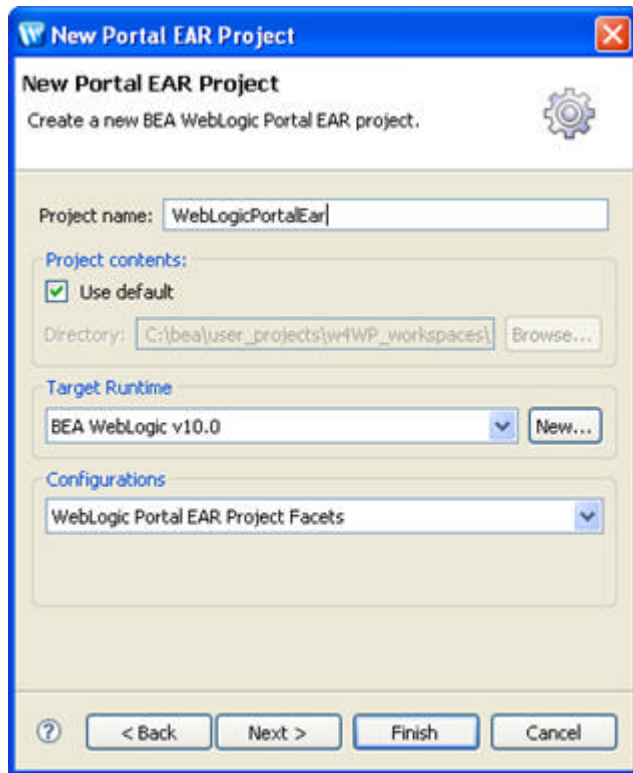 New Portal EAR Project
New Portal EAR Project
Create a new BEA WebLogic Portal EAR project.
Project name: WebLogicPortalEar
Project contents:
Use default
Directory: C:\bea\user_projects\w4WP_workspaces\ Browse...
Target Runtime
BEA WebLogic v10.0 New...
Configurations
WebLogic Portal EAR Project Facets
? < Back Next > Finish Cancel